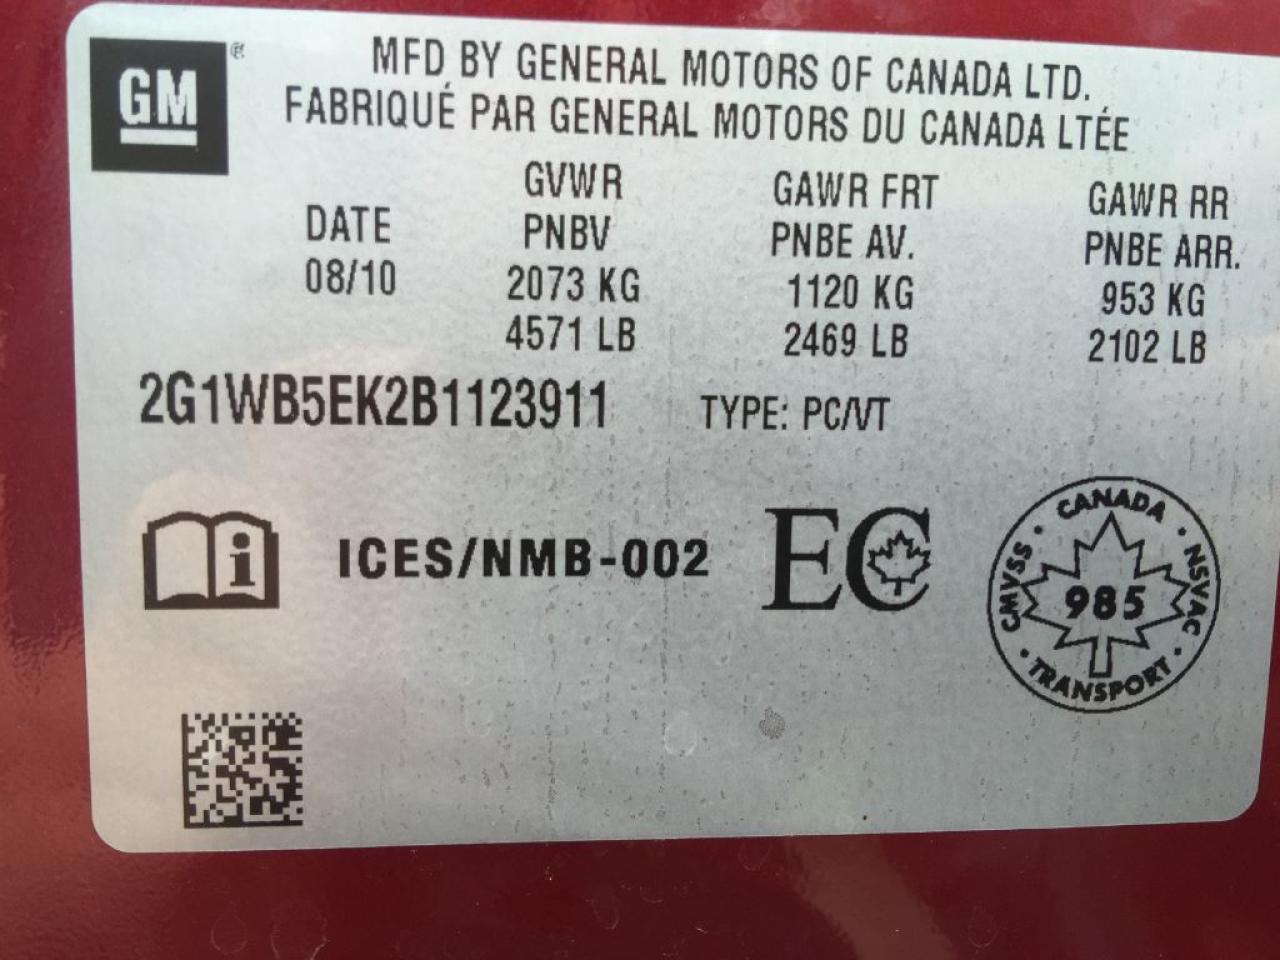 GM®
MFD BY GENERAL MOTORS OF CANADA LTD.
FABRIQUÉ PAR GENERAL MOTORS DU CANADA LTÉE
GVWR GAWR FRT GAWR RR
DATE PNBV PNBE AV. PNBE ARR.
08/10 2073 KG 1120 KG 953 KG
4571 LB 2469 LB 2102 LB
2G1WB5EK2B1123911 TYPE: PC/VT
i ICES/NMB-002 EC
CANADA
CMVSS 985 NSVAC
TRANSPORT